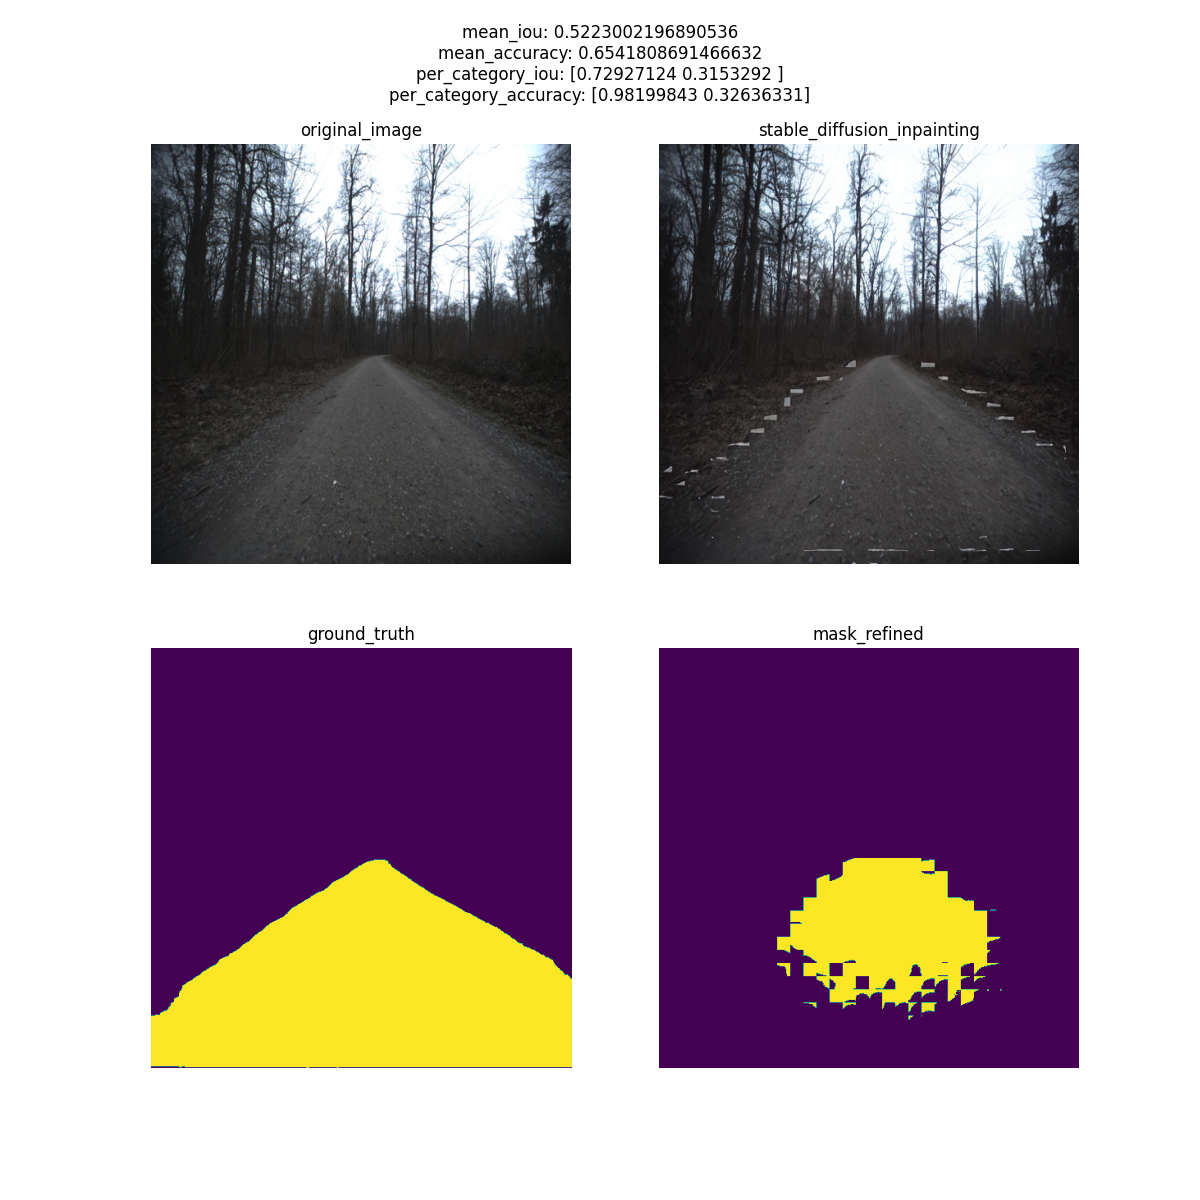 mean_iou: 0.5223002196890536
mean_accuracy: 0.6541808691466632
per_category_iou: [0.72927124 0.3153292 ]
per_category_accuracy: [0.98199843 0.32636331]
original_image
stable_diffusion_inpainting
ground_truth
mask_refined